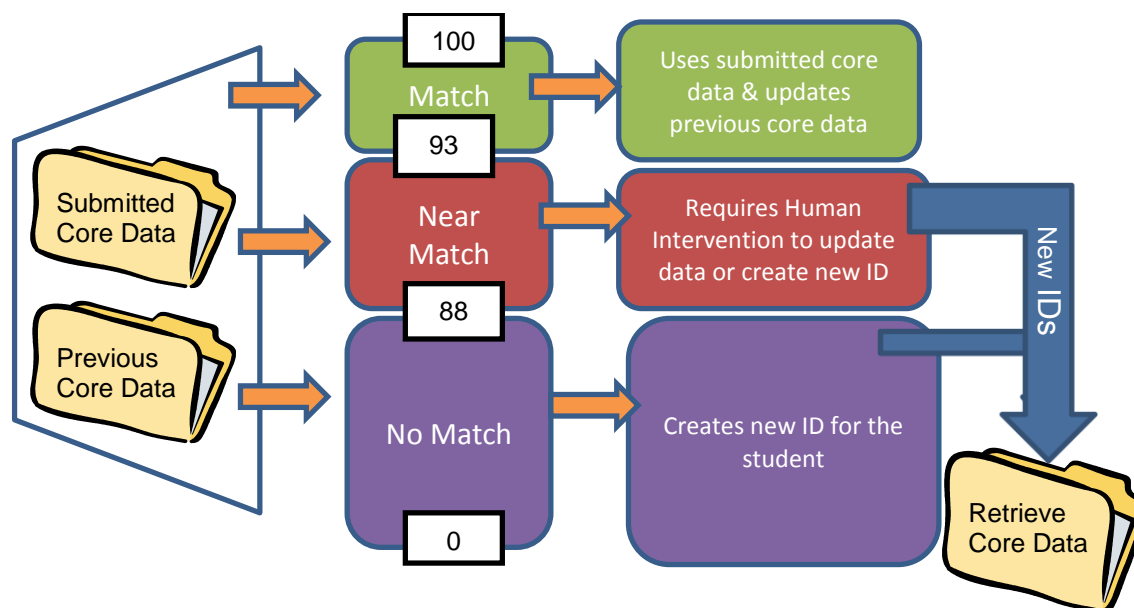 100
Match
93
Uses submitted core
data & updates
previous core data
Submitted
Core Data
Near
Match
88
Requires Human
Intervention to update
data or create new ID
New IDs
Previous
Core Data
No Match
0
Creates new ID for the
student
Retrieve
Core Data